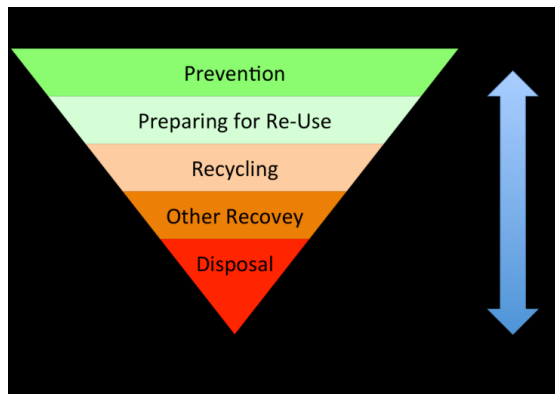 Prevention
Preparing for Re-Use
Recycling
Other Recovey
Disposal